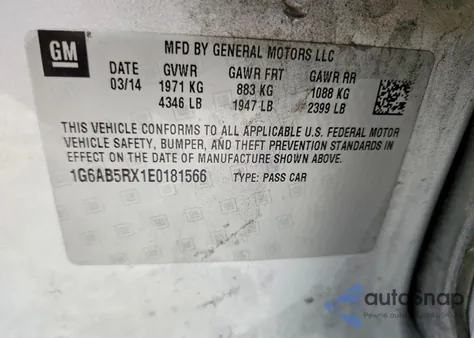 GM
MFD BY GENERAL MOTORS LLC
DATE GVWR GAWR FRT GAWR RR
03/14 1971 KG 883 KG 1088 KG
4346 LB 1947 LB 2399 LB
THIS VEHICLE CONFORMS TO ALL APPLICABLE U.S. FEDERAL MOTOR
VEHICLE SAFETY, BUMPER, AND THEFT PREVENTION STANDARDS IN
EFFECT ON THE DATE OF MANUFACTURE SHOWN ABOVE.
1G6AB5RX1E0181566 TYPE: PASS CAR
autoSnap
Pewne auto